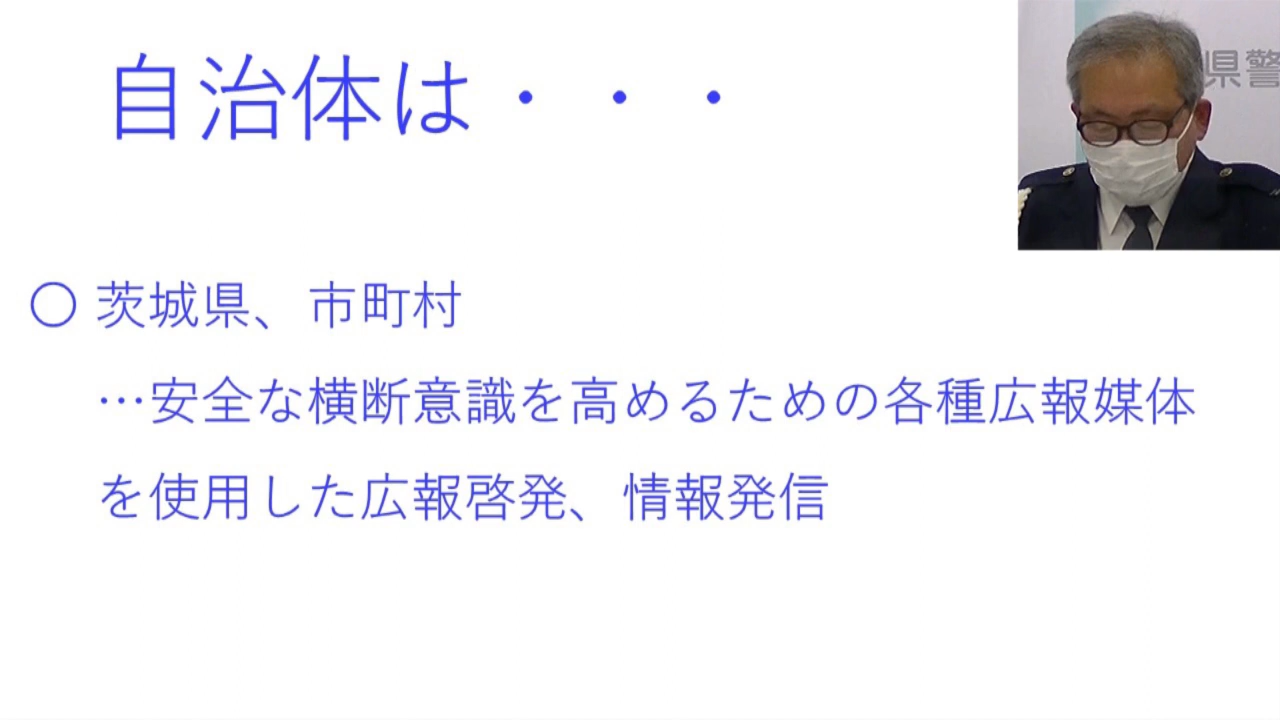 自治体は・・・
県警
〇 茨城県、市町村
…安全な横断意識を高めるための各種広報媒体
を使用した広報啓発、情報発信